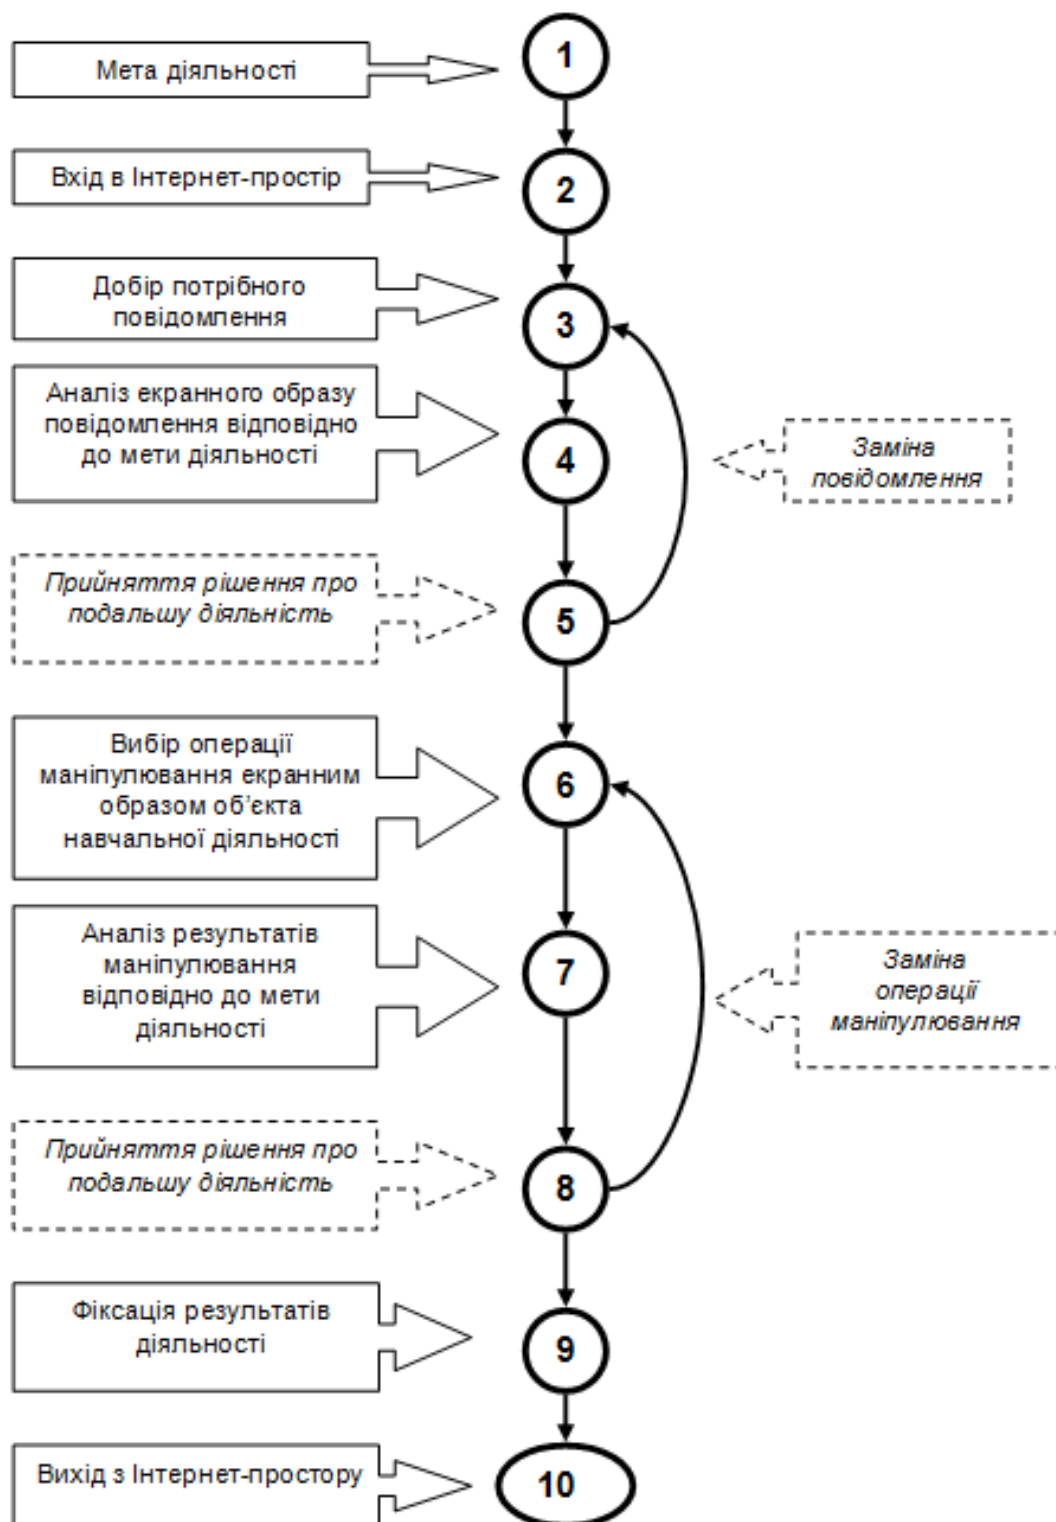 1
Мета діяльності
Вхід в Інтернет-простір
2
Добір потрібного
повідомлення
3
Аналіз екранного образу
повідомлення відповідно
до мети діяльності
4
Заміна
повідомлення
Прийняття рішення про
подальшу діяльність
5
Вибір операції
маніпулювання екранним
образом об’єкта
навчальної діяльності
6
Аналіз результатів
маніпулювання
відповідно до мети
діяльності
7
Заміна
операції
маніпулювання
Прийняття рішення про
подальшу діяльність
8
Фіксація результатів
діяльності
9
Вихід з Інтернет-простору
10